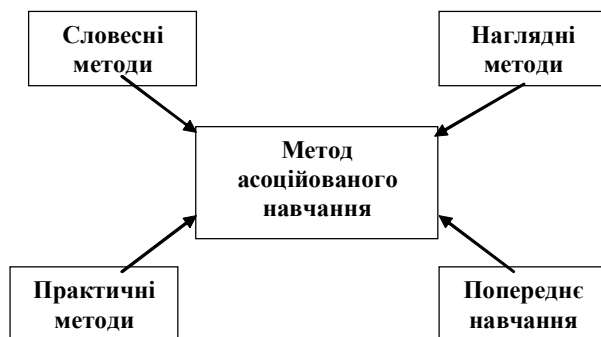 Словесні
методи
Наглядні
методи
Метод
асоційованого
навчання
Практичні
методи
Попереднє
навчання